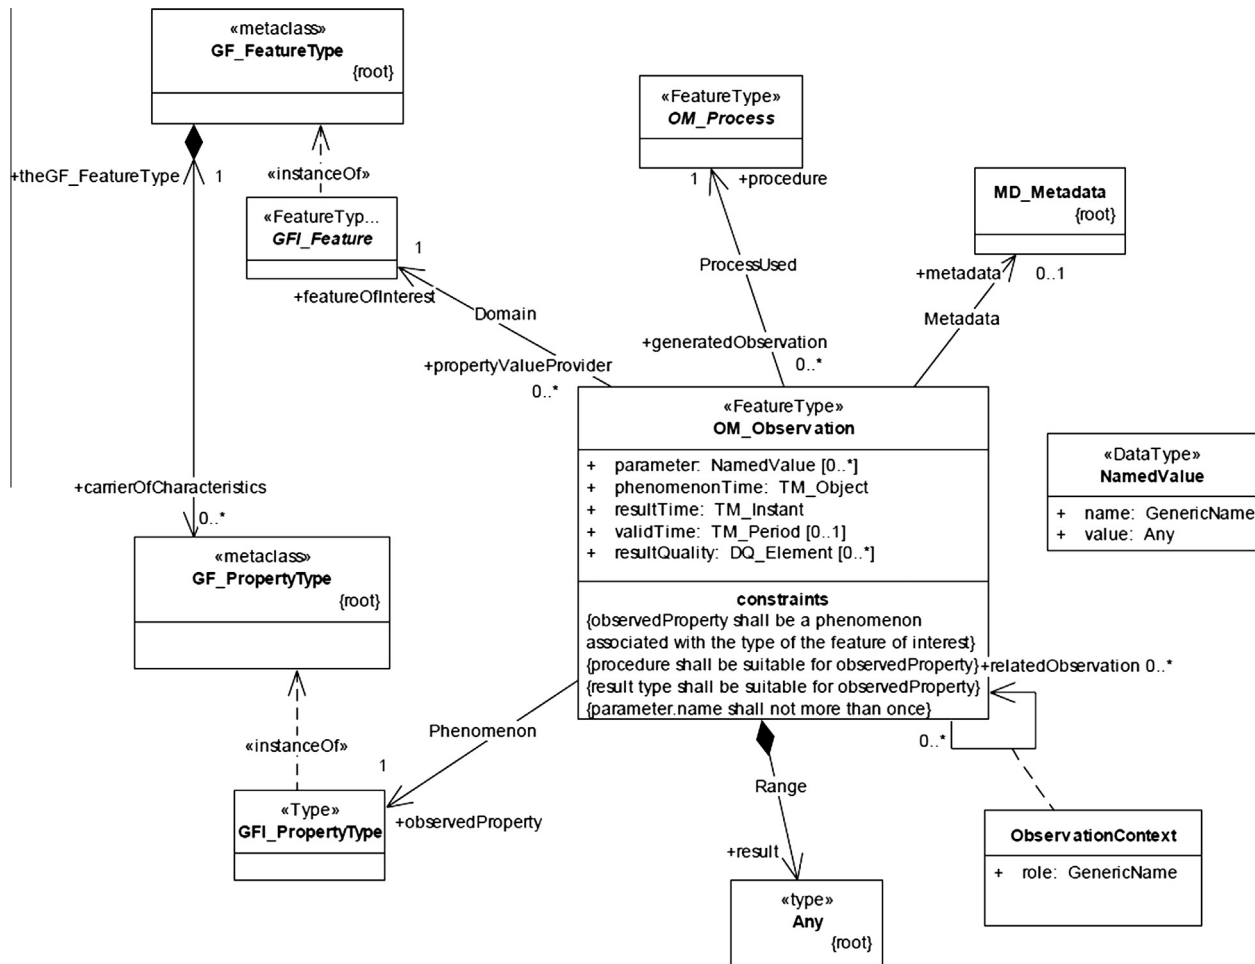 «metaclass»
GF_FeatureType
{root}
«FeatureType»
OM_Process
+theGF_FeatureType
1
«instanceOf»
1
+procedure
MD_Metadata
{root}
«FeatureTyp...
GFI_Feature
1
+featureOfInterest
ProcessUsed
+metadata
0..1
Domain
Metadata
+generatedObservation
0..*
+propertyValueProvider
0..*
«FeatureType»
OM_Observation
+ parameter: NamedValue [0..*]
+ phenomenonTime: TM_Object
+ resultTime: TM_Instant
+ validTime: TM_Period [0..1]
+ resultQuality: DQ_Element [0..*]
constraints
{observedProperty shall be a phenomenon
associated with the type of the feature of interest}
{procedure shall be suitable for observedProperty}
{result type shall be suitable for observedProperty}
{parameter.name shall not more than once}
«DataType»
NamedValue
+ name: GenericName
+ value: Any
+carrierOfCharacteristics
0..*
«metaclass»
GF_PropertyType
{root}
+relatedObservation 0..*
0..*
«instanceOf»
Phenomenon
1
+observedProperty
«Type»
GFI_PropertyType
Range
+result
«type»
Any
{root}
ObservationContext
+ role: GenericName